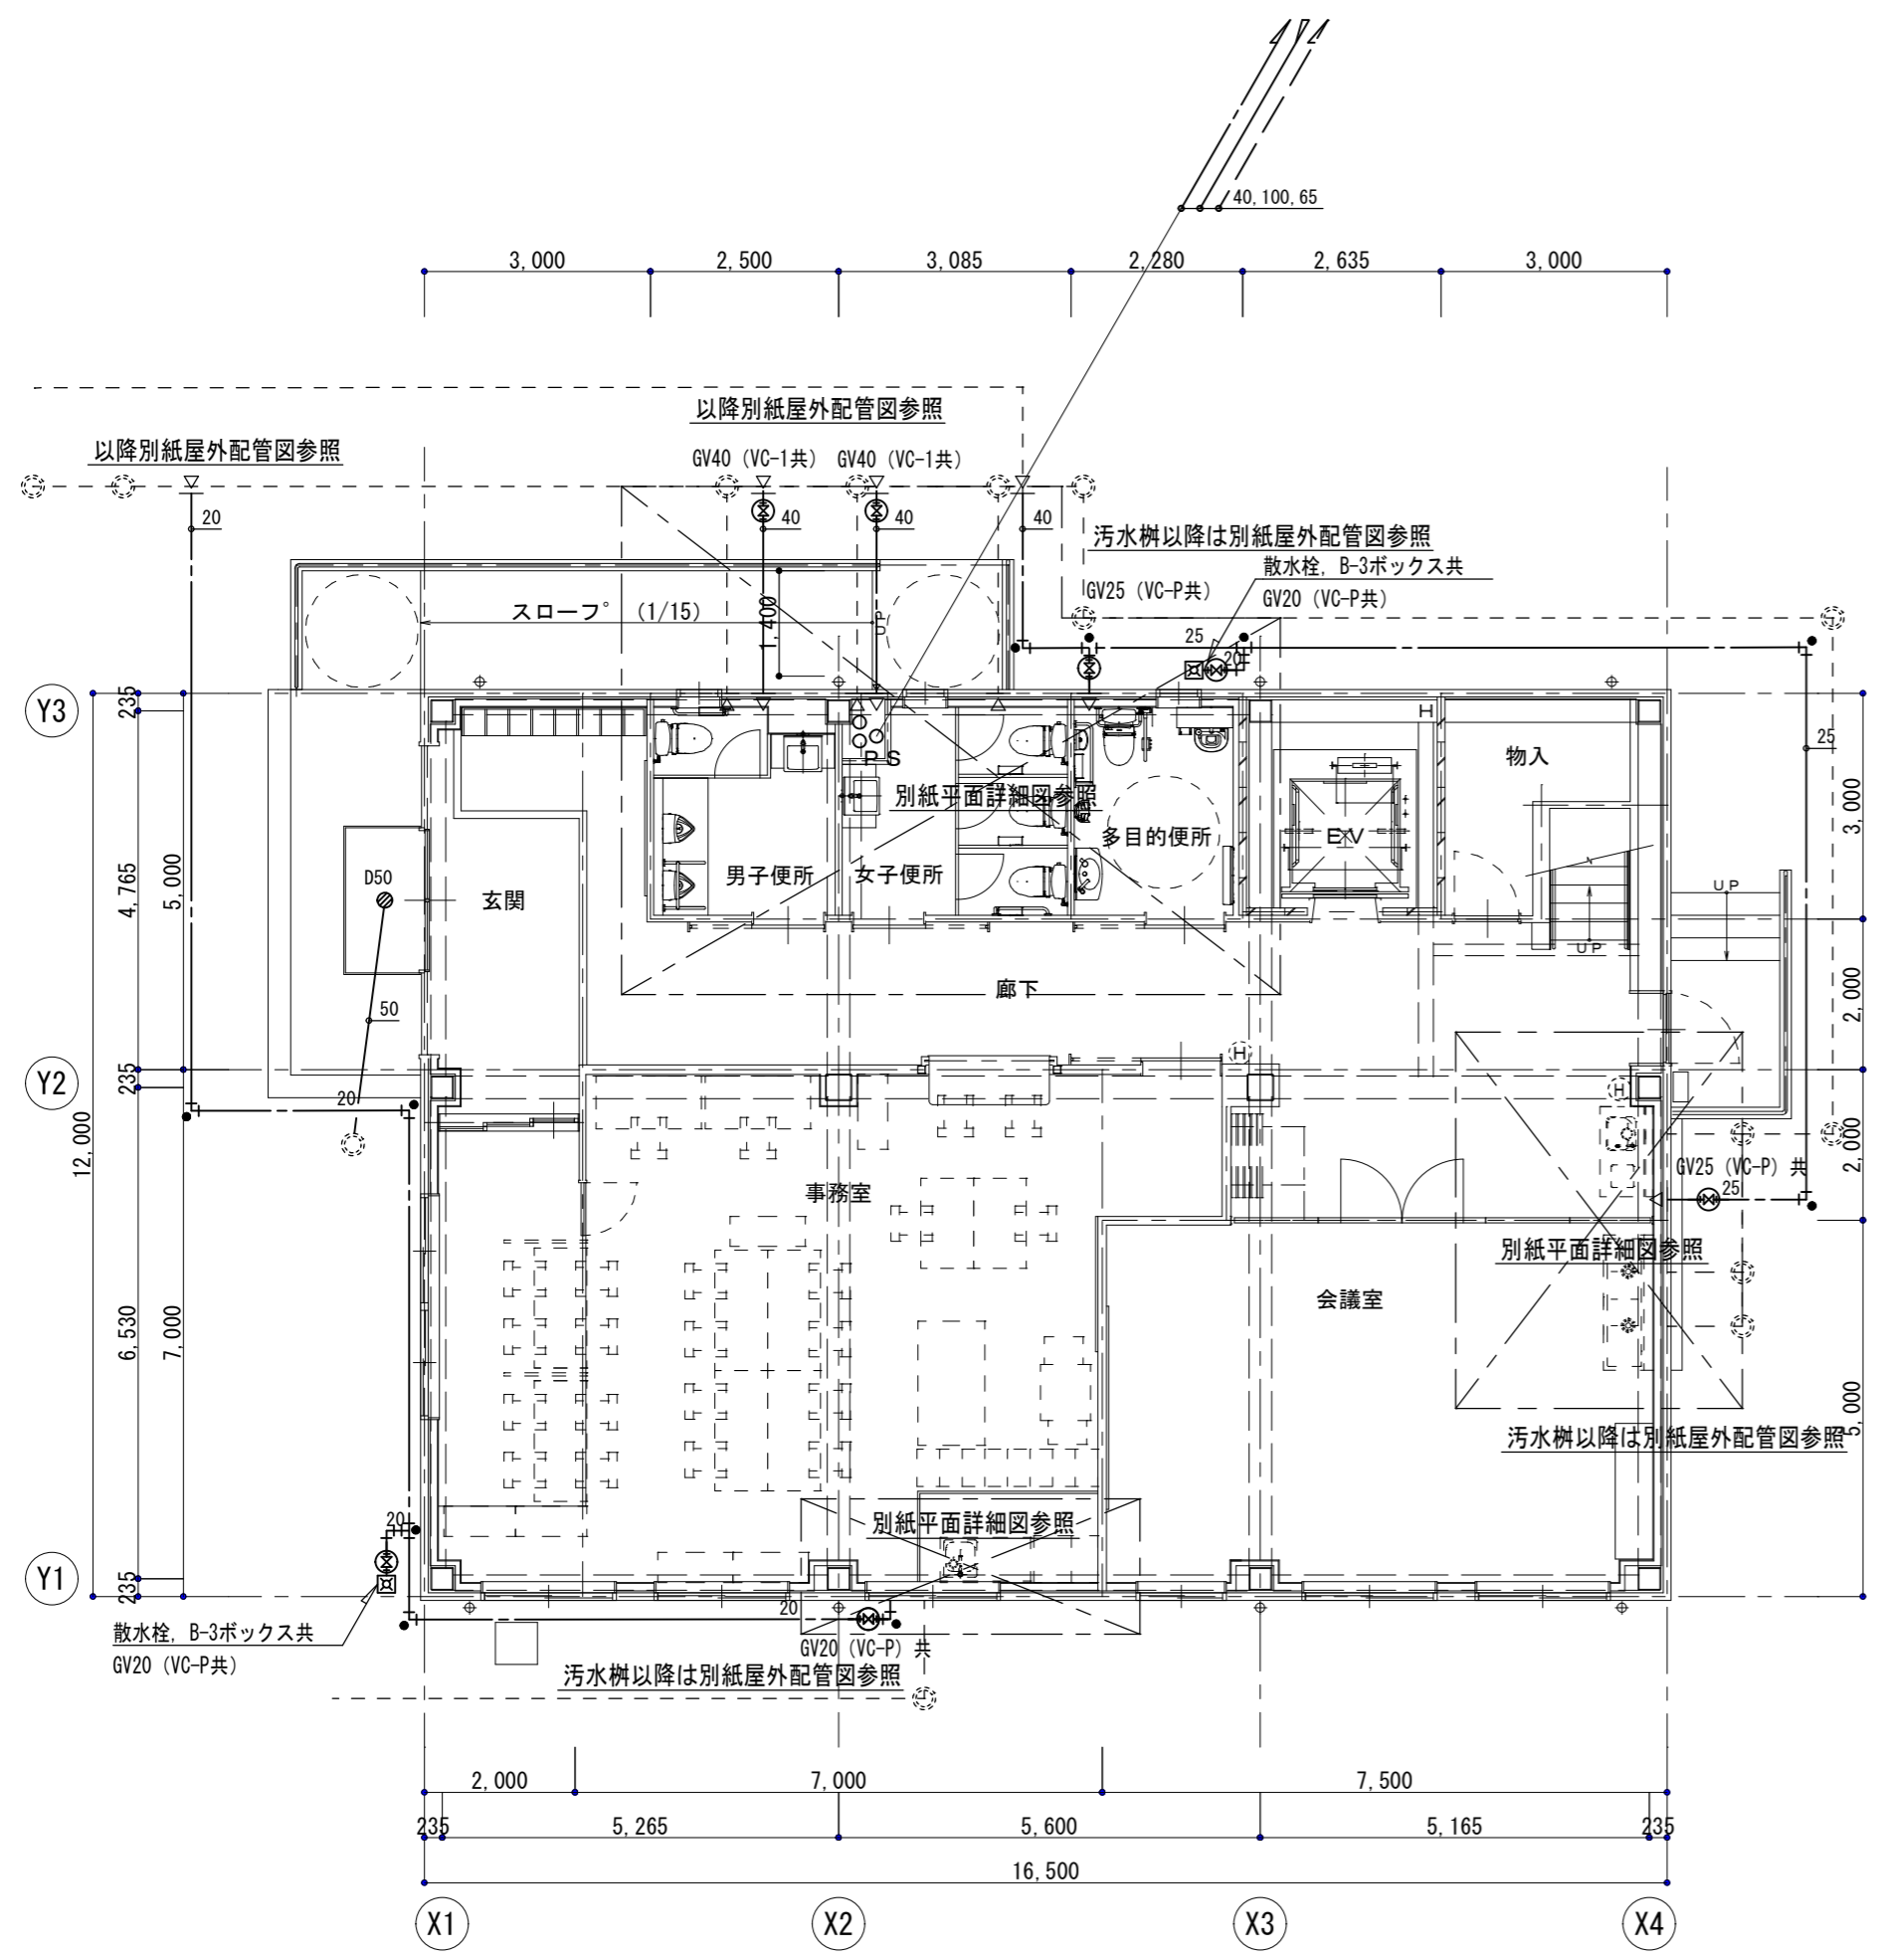 40,100,65
3,000
2,500
3,085
2,280
2,635
3,000
以降別紙屋外配管図参照
以降別紙屋外配管図参照
GV40 (VC-1共)
GV40 (VC-1共)
20
40
40
40
汚水桝以降は別紙屋外配管図参照
散水栓, B-3ボックス共
GV25 (VC-P共)
GV20 (VC-P共)
スロープ (1/15)
1,400
UP
25
20
Y3
235
H
PS
物入
25
別紙平面詳細図参照
3,000
多目的便所
EV
4,765
5,000
D50
玄関
男子便所
女子便所
UP
UP
廊下
2,000
50
H
Y2
235
H
20
12,000
2,000
GV25 (VC-P) 共
25
事務室
別紙平面詳細図参照
会議室
6,530
7,000
5,000
汚水桝以降は別紙屋外配管図参照
別紙平面詳細図参照
20
Y1
235
20
散水栓, B-3ボックス共
GV20 (VC-P共)
GV20 (VC-P) 共
汚水桝以降は別紙屋外配管図参照
2,000
7,000
7,500
235
5,265
5,600
5,165
235
16,500
X1
X2
X3
X4